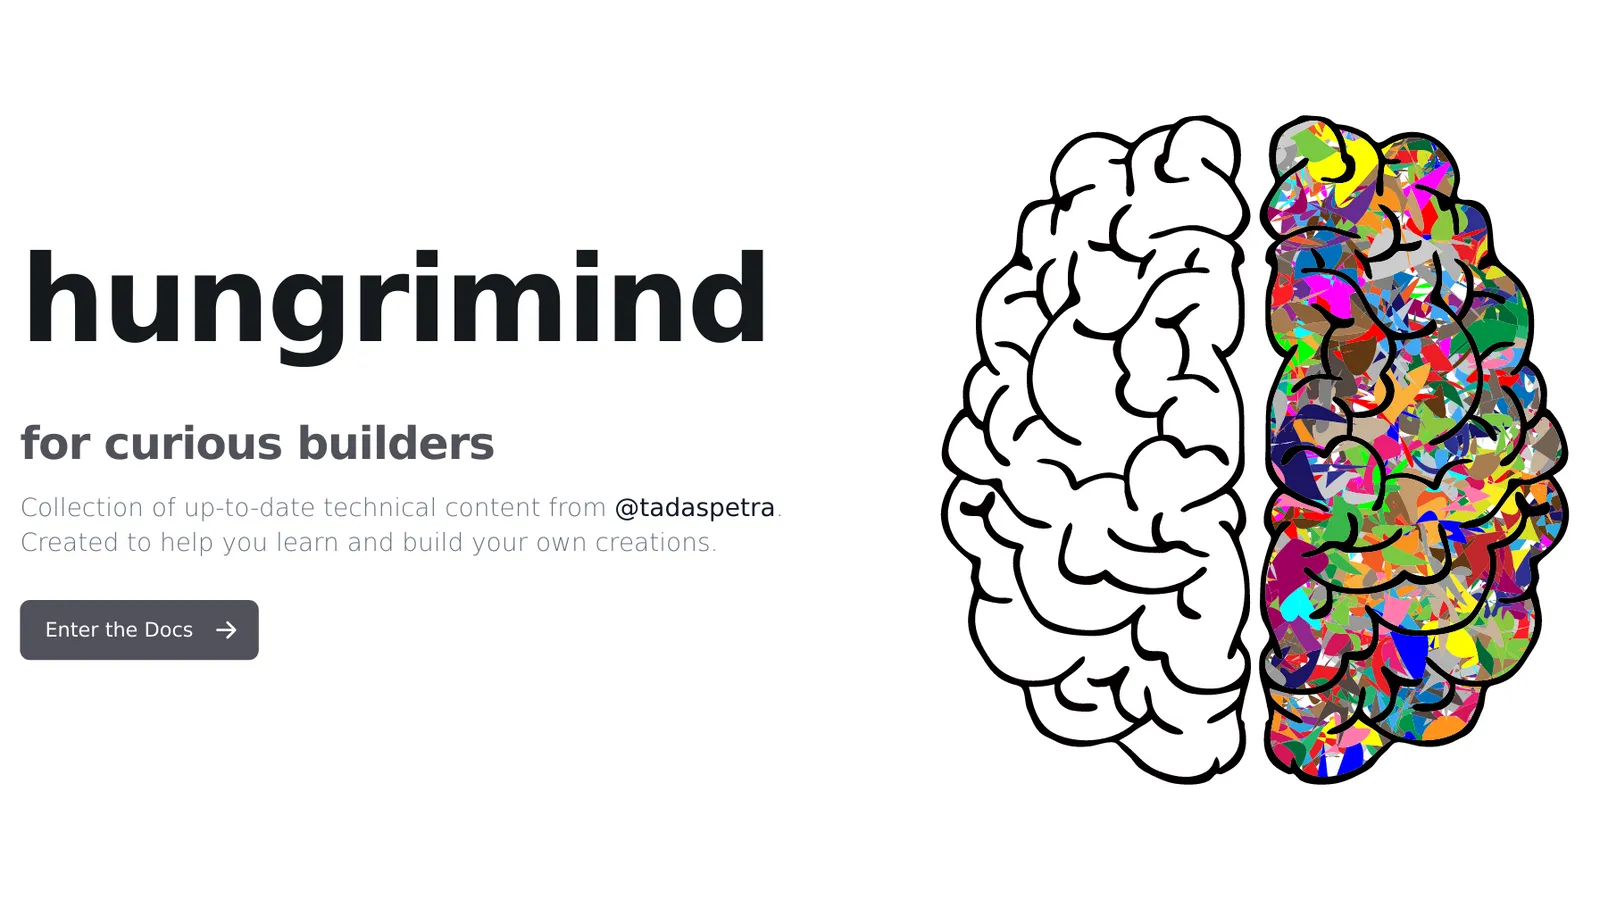 hungrimind
for curious builders
Collection of up-to-date technical content from @tadaspetra.
Created to help you learn and build your own creations.
Enter the Docs →